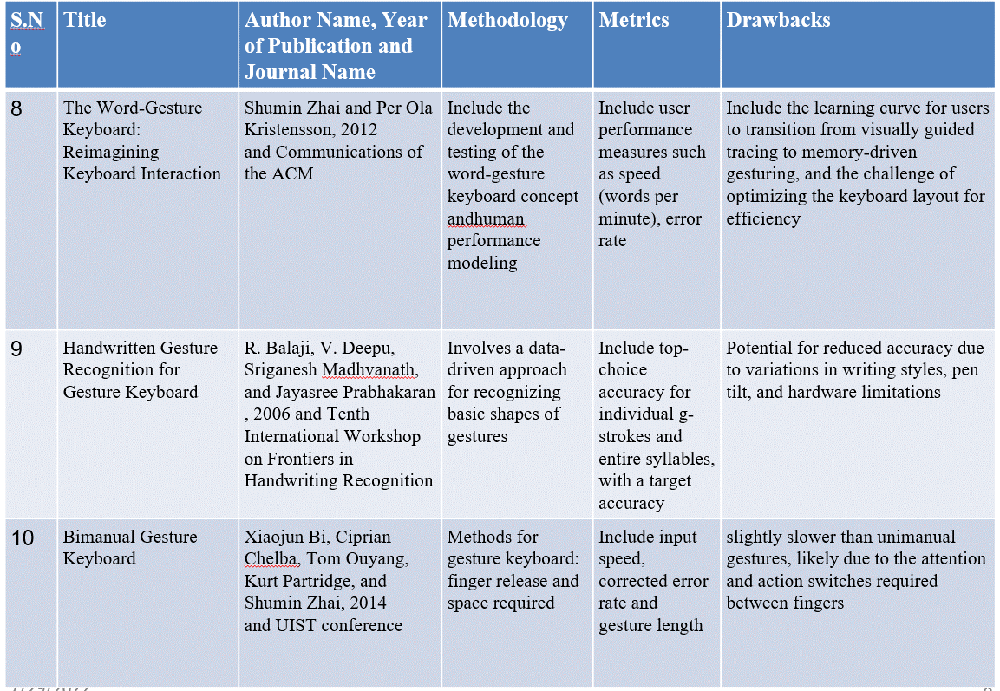 S.N
o
Title
Author Name, Year
of Publication and
Journal Name
Methodology
Metrics
Drawbacks
8
The Word-Gesture
Keyboard:
Reimagining
Keyboard Interaction
Shumin Zhai and Per Ola
Kristensson, 2012
and Communications of
the ACM
Include the
development and
testing of the
word-gesture
keyboard concept
andhuman
performance
modeling
Include user
performance
measures such
as speed
(words per
minute), error
rate
Include the learning curve for users
to transition from visually guided
tracing to memory-driven
gesturing, and the challenge of
optimizing the keyboard layout for
efficiency
9
Handwritten Gesture
Recognition for
Gesture Keyboard
R. Balaji, V. Deepu,
Sriganesh Madhvanath,
and Jayasree Prabhakaran
, 2006 and Tenth
International Workshop
on Frontiers in
Handwriting Recognition
Involves a data-
driven approach
for recognizing
basic shapes of
gestures
Include top-
choice
accuracy for
individual g-
strokes and
entire syllables,
with a target
accuracy
Potential for reduced accuracy due
to variations in writing styles, pen
tilt, and hardware limitations
10
Bimanual Gesture
Keyboard
Xiaojun Bi, Ciprian
Chelba, Tom Ouyang,
Kurt Partridge, and
Shumin Zhai, 2014
and UIST conference
Methods for
gesture keyboard:
finger release and
space required
Include input
speed,
corrected error
rate and
gesture length
slightly slower than unimanual
gestures, likely due to the attention
and action switches required
between fingers